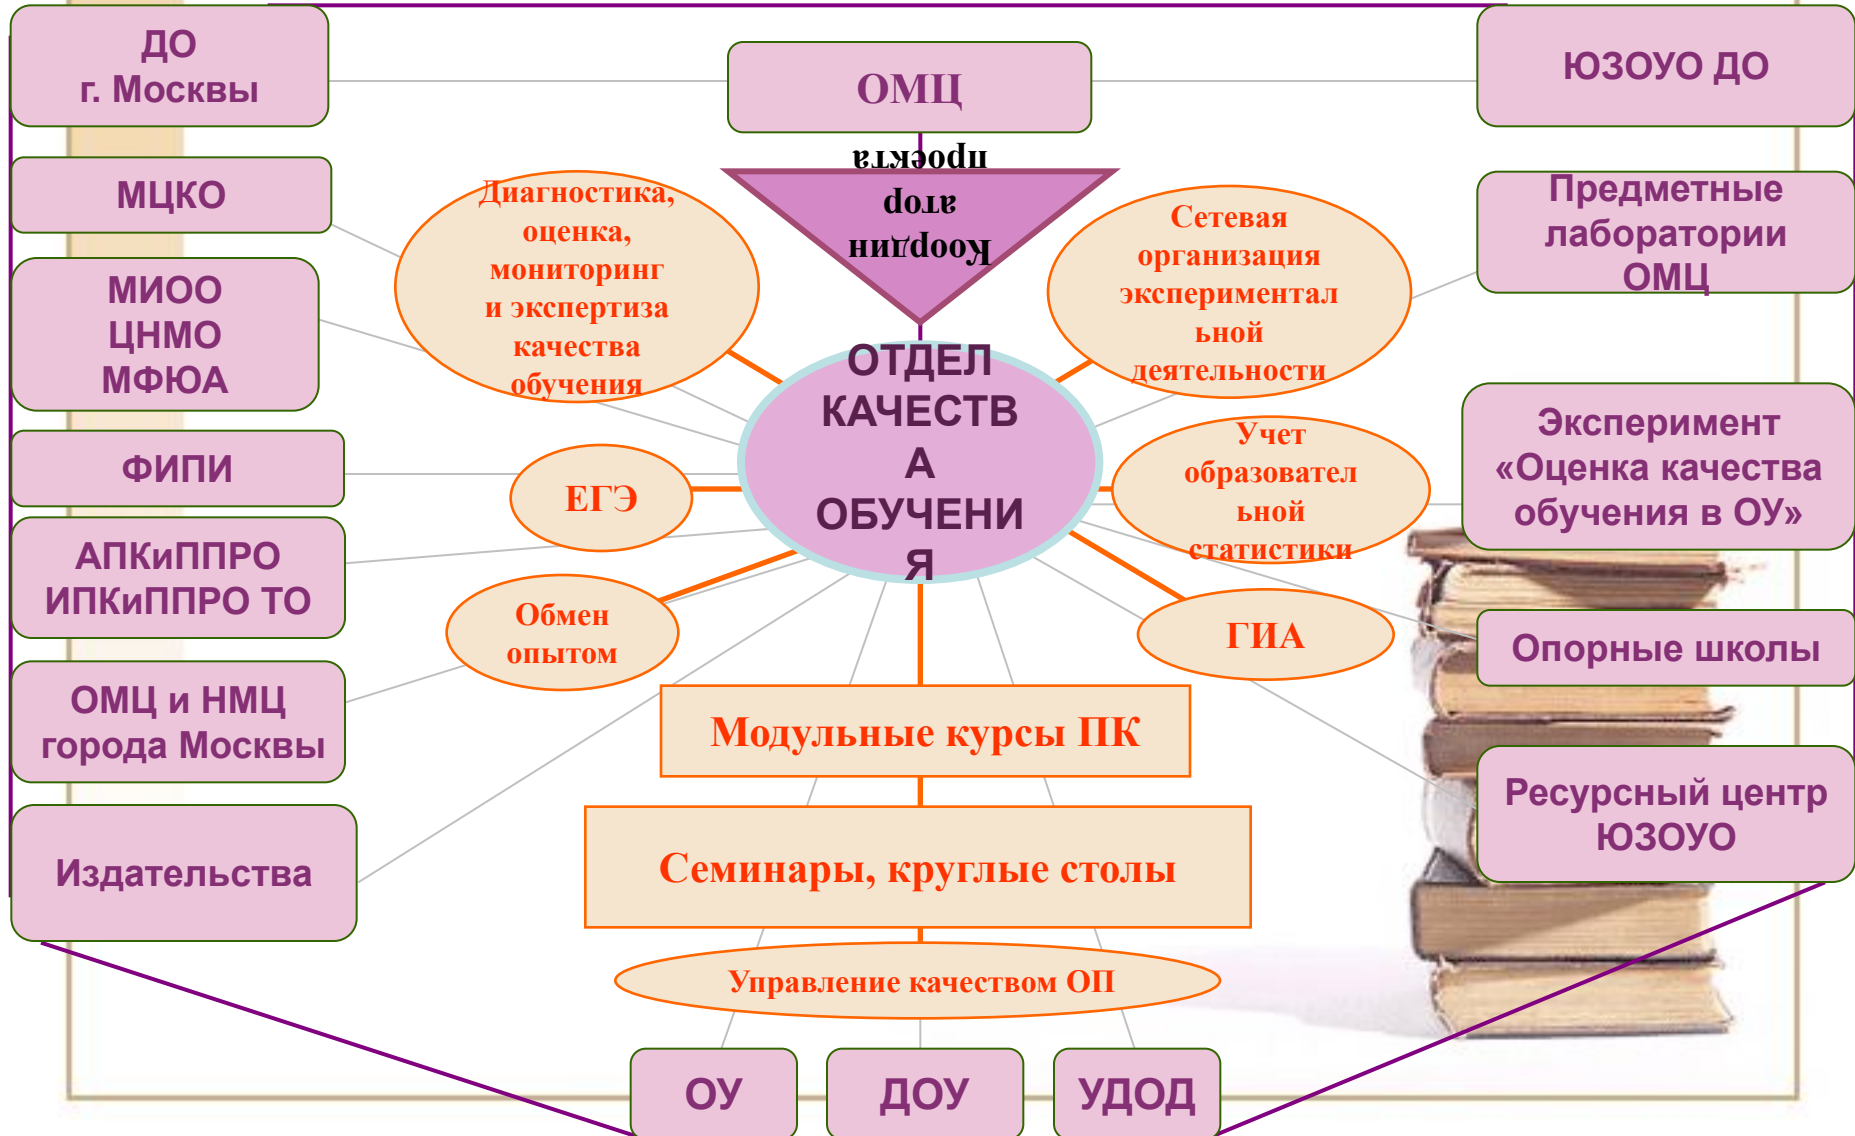 ДО
г. Москвы
ОМЦ
ЮЗОУО ДО
МЦКО
МИОО
ЦНМО
МФЮА
ФИПИ
АПКиППРО
ИПКиППРО ТО
ОМЦ и НМЦ
города Москвы
Издательства
Диагностика,
оценка,
мониторинг
и экспертиза
качества
обучения
ЕГЭ
Обмен
опытом
Координ
атор
проекта
ОТДЕЛ
КАЧЕСТВ
А
ОБУЧЕНИ
Я
Сетевая
организация
эксперимента��
ьной
деятельности
Учет
образовател
ьной
статистики
ГИА
Модульные курсы ПК
Семинары, круглые столы
Управление качеством ОП
Предметные
лаборатории
ОМЦ
Эксперимент
«Оценка качества
обучения в ОУ»
Опорные школы
Ресурсный центр
ЮЗОУО
ОУ
ДОУ
УДОД